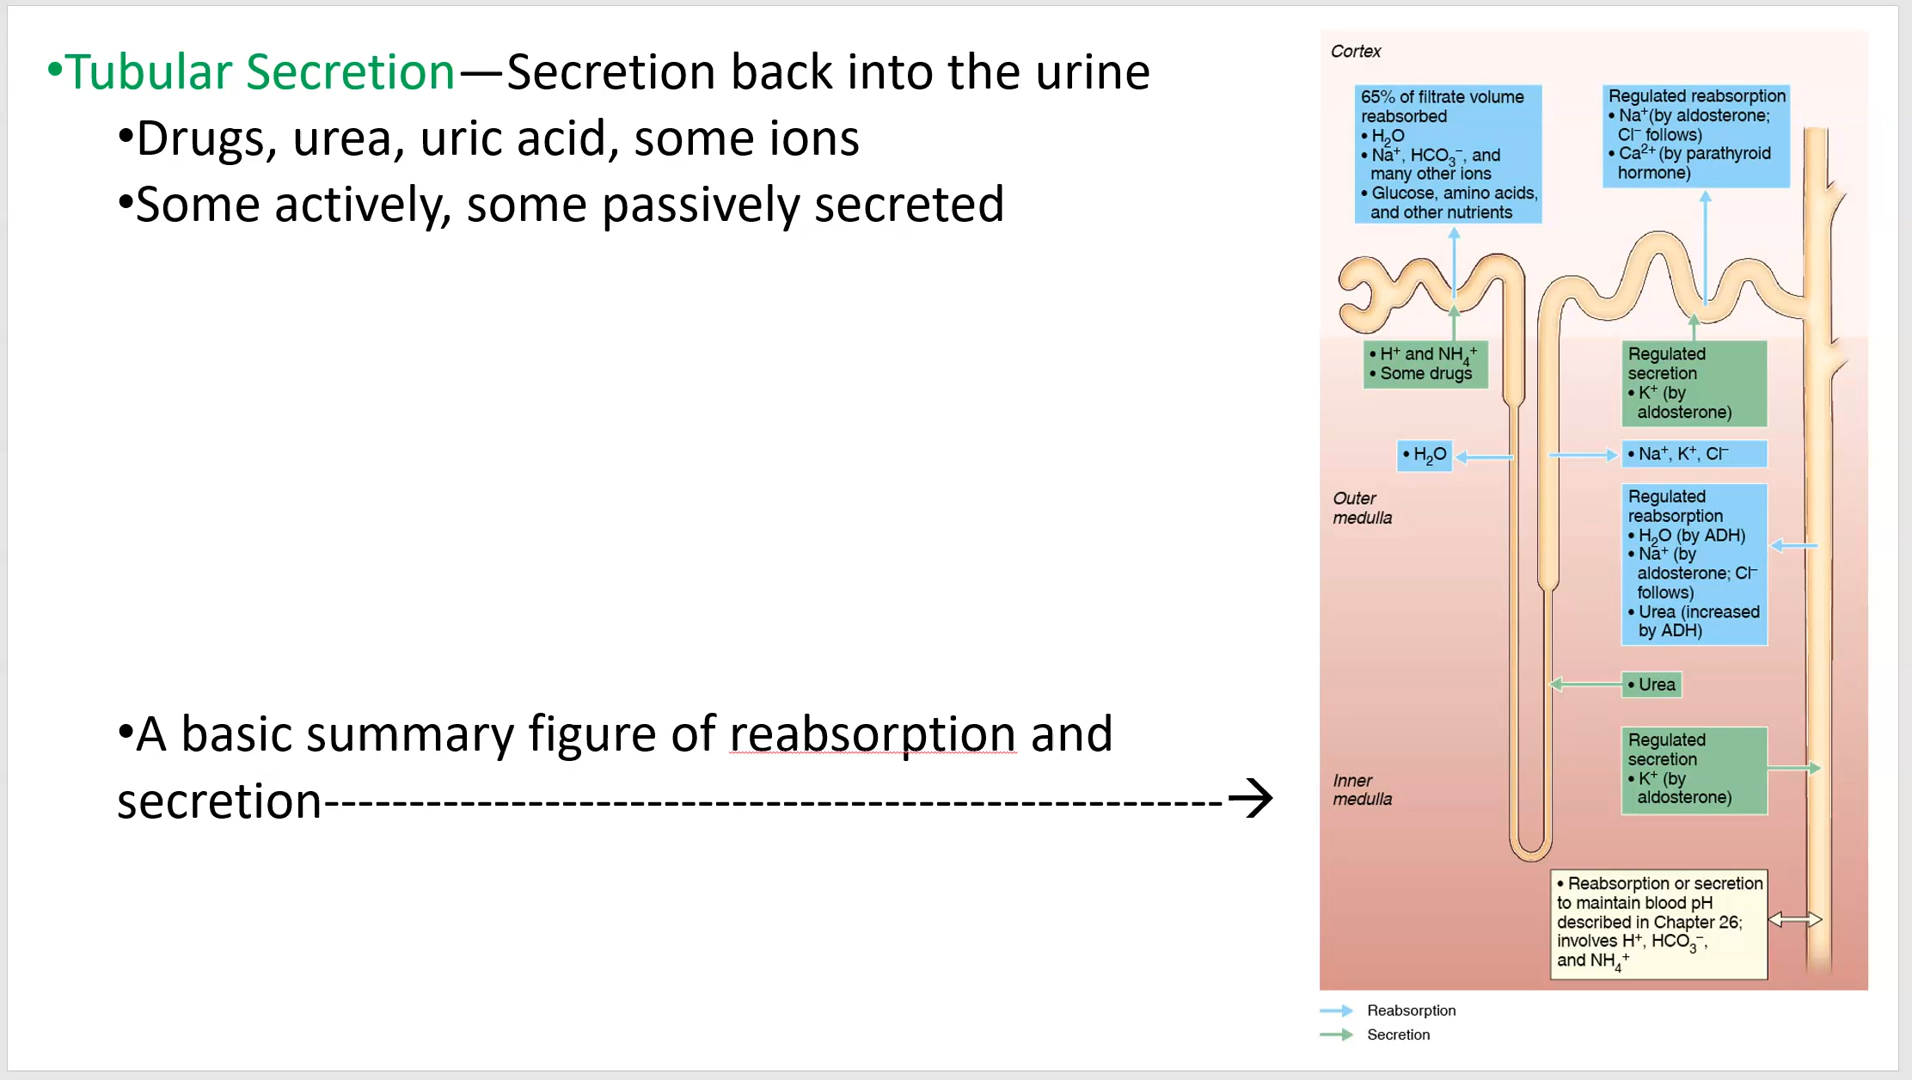 •Tubular Secretion—Secretion back into the urine
•Drugs, urea, uric acid, some ions
•Some actively, some passively secreted
•A basic summary figure of reabsorption and
secretion-----------------------------------------------------→
Cortex
65% of filtrate volume
reabsorbed
• H₂O
• Na⁺, HCO₃⁻, and
many other ions
• Glucose, amino acids,
and other nutrients
Regulated reabsorption
• Na⁺(by aldosterone;
Cl⁻ follows)
• Ca²⁺ (by parathyroid
hormone)
• H⁺ and NH₄⁺
• Some drugs
Regulated
secretion
• K⁺ (by
aldosterone)
• H₂O
• Na⁺, K⁺, Cl⁻
Outer
medulla
Regulated
reabsorption
• H₂O (by ADH)
• Na⁺ (by
aldosterone; Cl⁻
follows)
• Urea (increased
by ADH)
• Urea
Regulated
secretion
• K⁺ (by
aldosterone)
Inner
medulla
• Reabsorption or secretion
to maintain blood pH
described in Chapter 26;
involves H⁺, HCO₃⁻,
and NH₄⁺
Reabsorption
Secretion